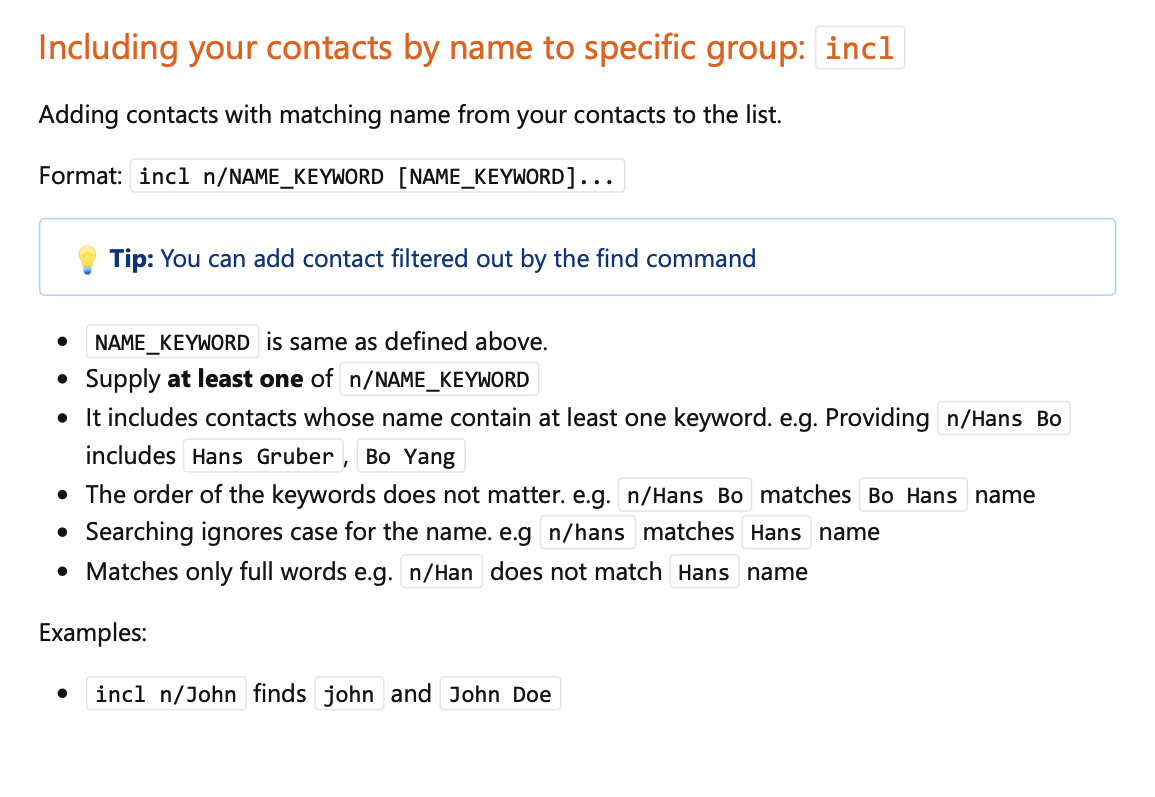 Including your contacts by name to specific group: incl
Adding contacts with matching name from your contacts to the list.
Format: incl n/NAME_KEYWORD [NAME_KEYWORD]...
💡 Tip: You can add contact filtered out by the find command
• NAME_KEYWORD is same as defined above.
• Supply at least one of n/NAME_KEYWORD
• It includes contacts whose name contain at least one keyword. e.g. Providing n/Hans Bo
includes Hans Gruber, Bo Yang
• The order of the keywords does not matter. e.g. n/Hans Bo matches Bo Hans name
• Searching ignores case for the name. e.g n/hans matches Hans name
• Matches only full words e.g. n/Han does not match Hans name
Examples:
• incl n/John finds john and John Doe